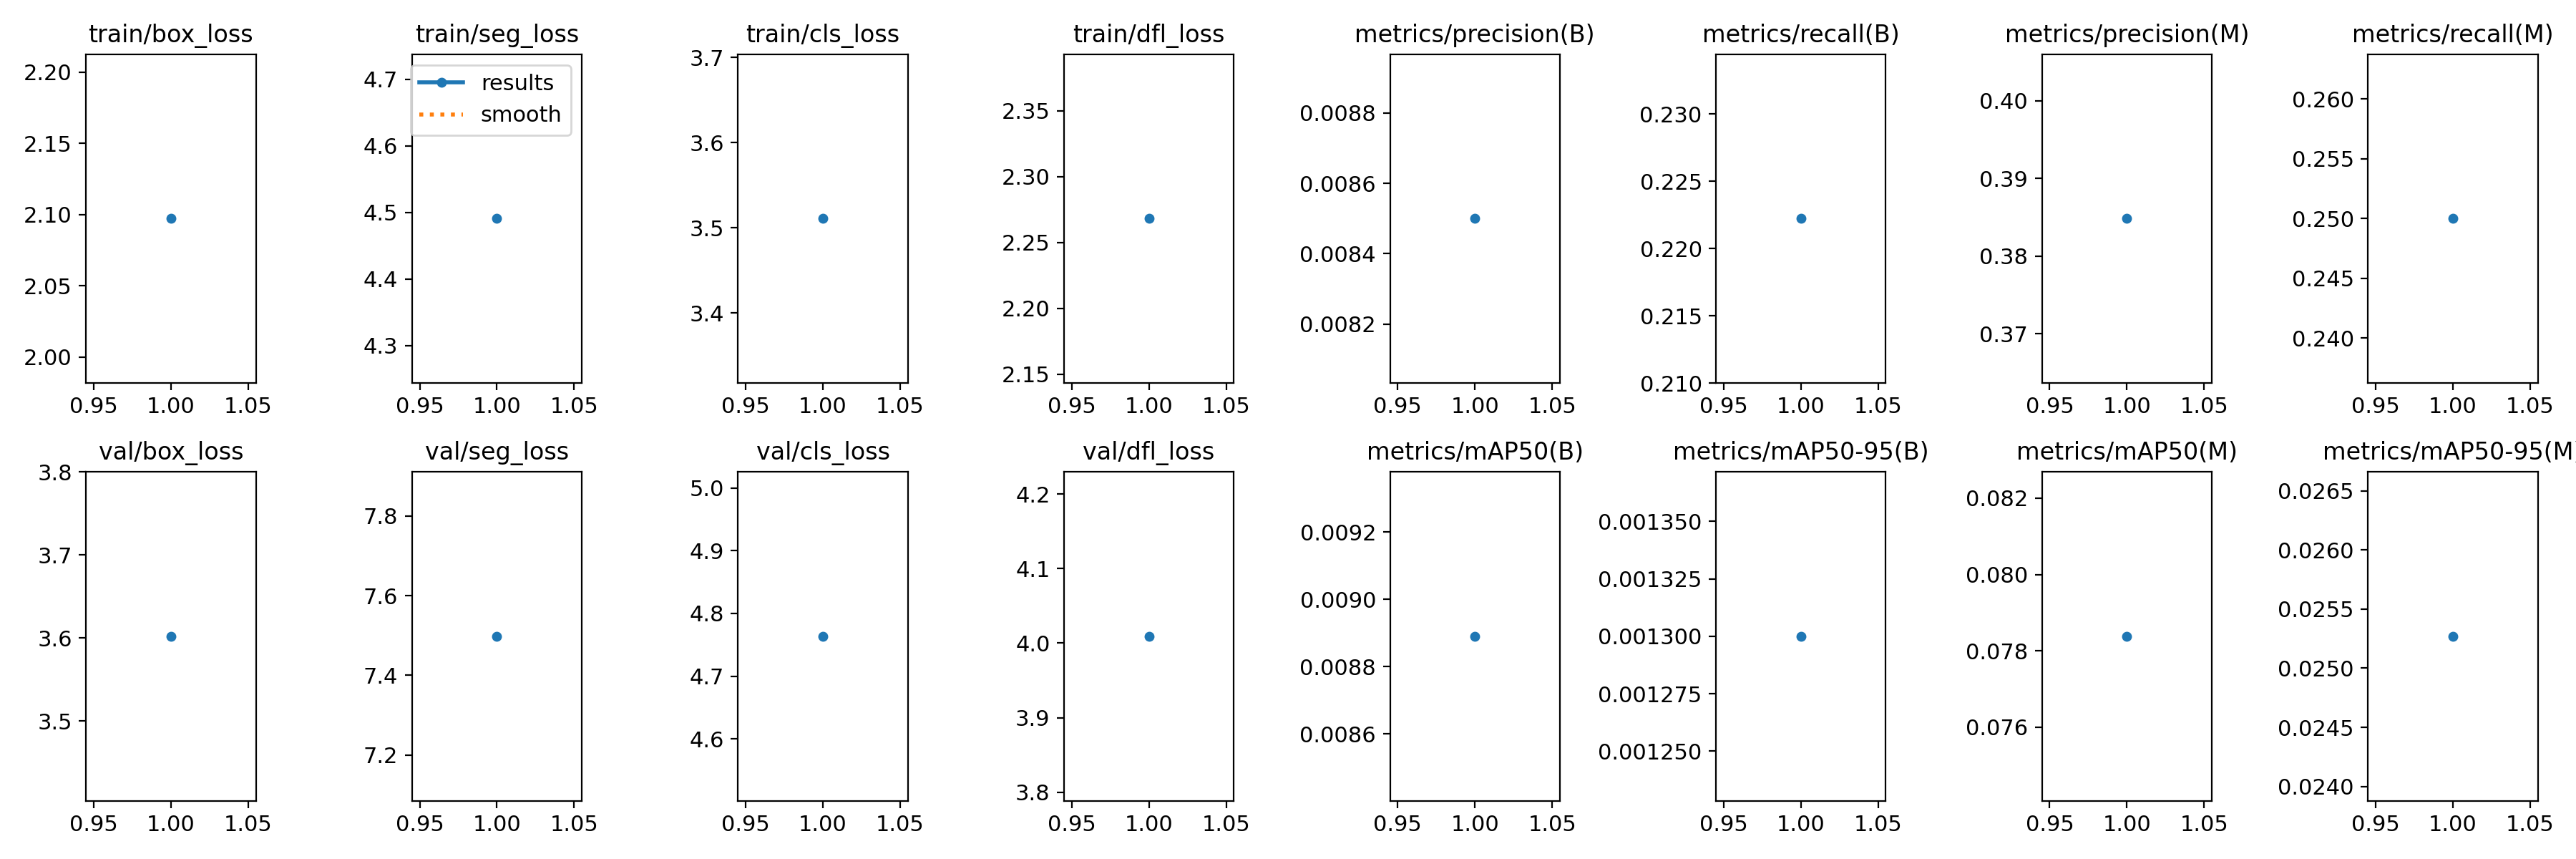 train/box_loss
2.20
2.15
2.10
2.05
2.00
0.95 1.00 1.05
train/seg_loss
results
smooth
4.7
4.6
4.5
4.4
4.3
0.95 1.00 1.05
train/cls_loss
3.7
3.6
3.5
3.4
0.95 1.00 1.05
train/dfl_loss
2.35
2.30
2.25
2.20
2.15
0.95 1.00 1.05
metrics/precision(B)
0.0088
0.0086
0.0084
0.0082
0.95 1.00 1.05
metrics/recall(B)
0.230
0.225
0.220
0.215
0.210
0.95 1.00 1.05
metrics/precision(M)
0.40
0.39
0.38
0.37
0.95 1.00 1.05
metrics/recall(M)
0.260
0.255
0.250
0.245
0.240
0.95 1.00 1.05
val/box_loss
3.8
3.7
3.6
3.5
0.95 1.00 1.05
val/seg_loss
7.8
7.6
7.4
7.2
0.95 1.00 1.05
val/cls_loss
5.0
4.9
4.8
4.7
4.6
0.95 1.00 1.05
val/dfl_loss
4.2
4.1
4.0
3.9
3.8
0.95 1.00 1.05
metrics/mAP50(B)
0.0092
0.0090
0.0088
0.0086
0.95 1.00 1.05
metrics/mAP50-95(B)
0.001350
0.001325
0.001300
0.001275
0.001250
0.95 1.00 1.05
metrics/mAP50(M)
0.082
0.080
0.078
0.076
0.95 1.00 1.05
metrics/mAP50-95(M
0.0265
0.0260
0.0255
0.0250
0.0245
0.0240
0.95 1.00 1.05